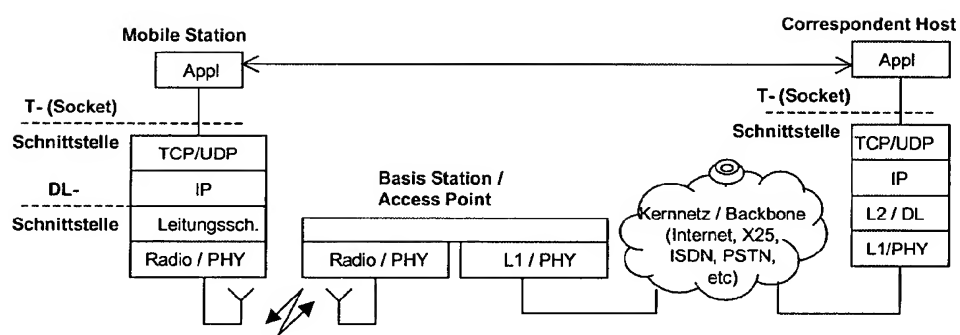 Mobile Station
Appl
T- (Socket)
Schnittstelle
TCP/UDP
DL-
IP
Schnittstelle
Leitungssch.
Radio / PHY
Basis Station /
Access Point
Radio / PHY
L1 / PHY
Kernnetz / Backbone
(Internet, X25,
ISDN, PSTN,
etc)
Correspondent Host
Appl
T- (Socket)
Schnittstelle
TCP/UDP
IP
L2 / DL
L1/PHY